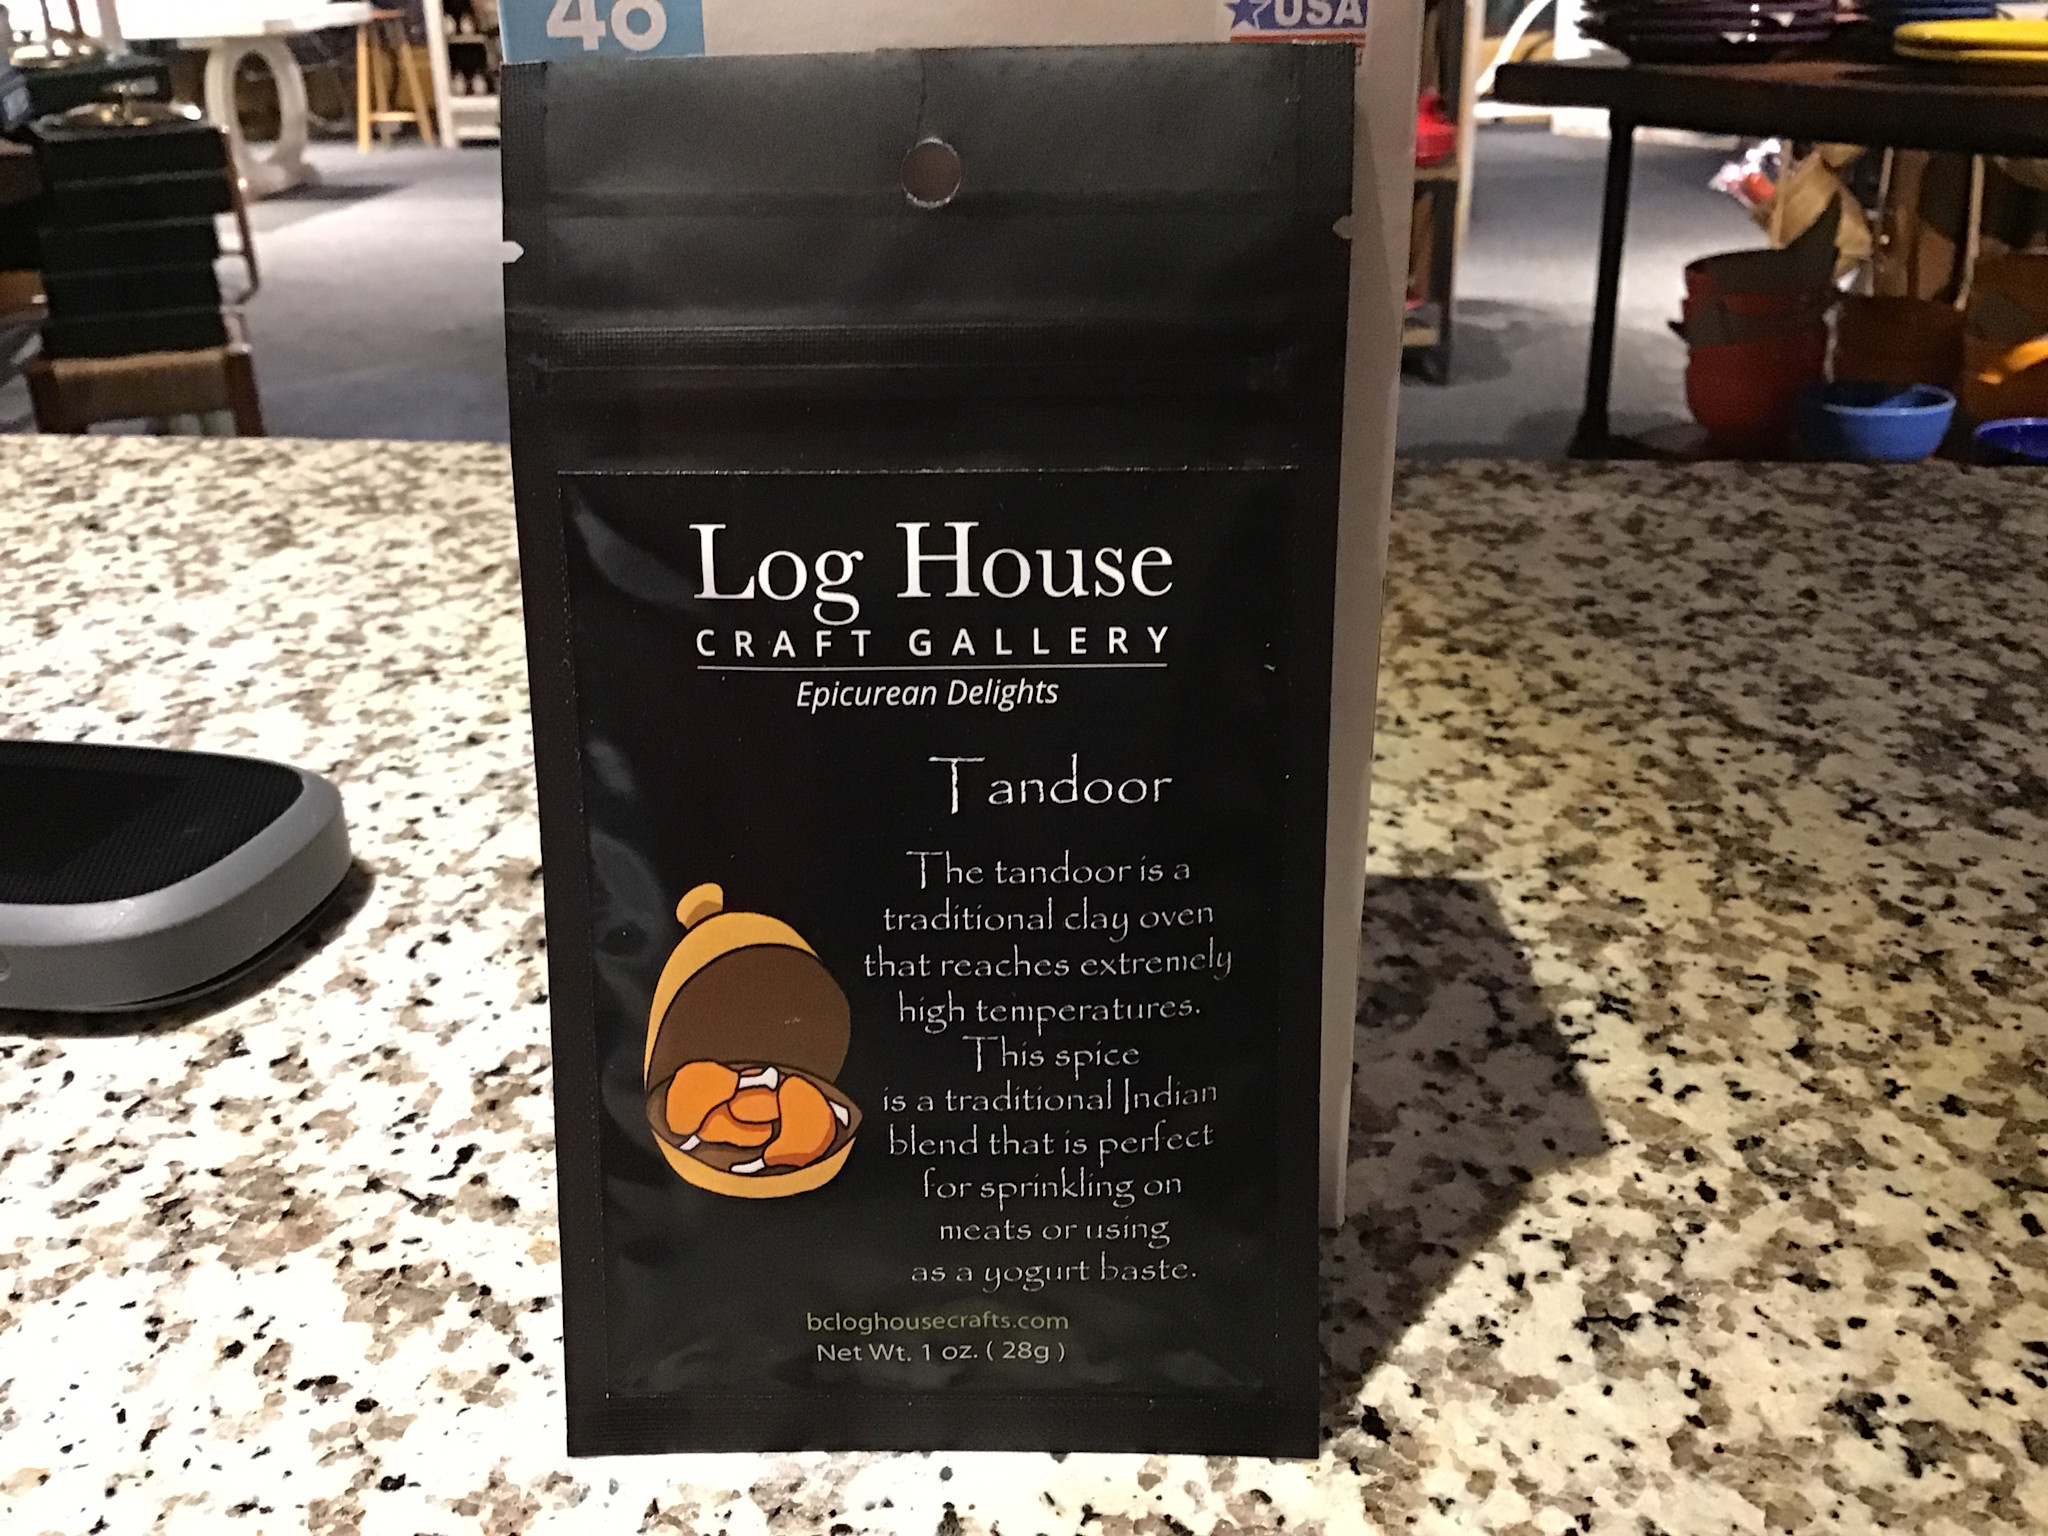 48
USA
Log House
CRAFT GALLERY
Epicurean Delights
Tandoor
The tandoor is a
traditional clay oven
that reaches extremely
high temperatures.
This spice
is a traditional Indian
blend that is perfect
for sprinkling on
meats or using
as a yogurt baste.
bcloghousecrafts.com
Net Wt. 1 oz. ( 28g )